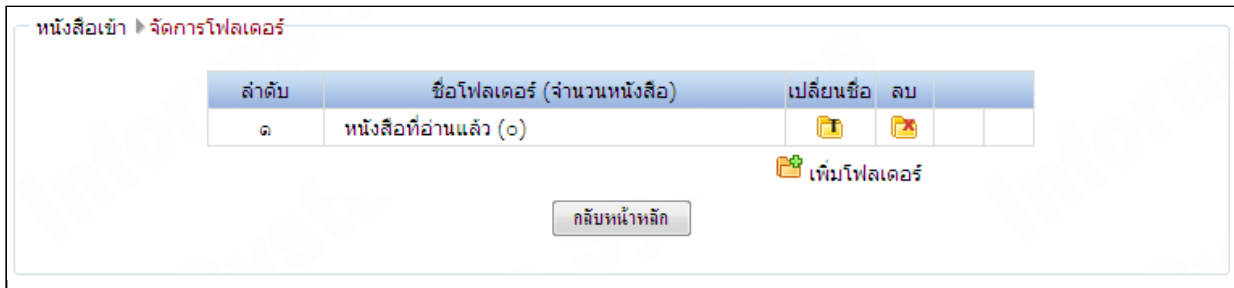 หนังสือเข้า ▶ จัดการโฟลเดอร์
ลำดับ ชื่อโฟลเดอร์ (จำนวนหนังสือ) เปลี่ยนชื่อ ลบ
๑ หนังสือที่อ่านแล้ว (๐)
เพิ่มโฟลเดอร์
กลับหน้าหลัก